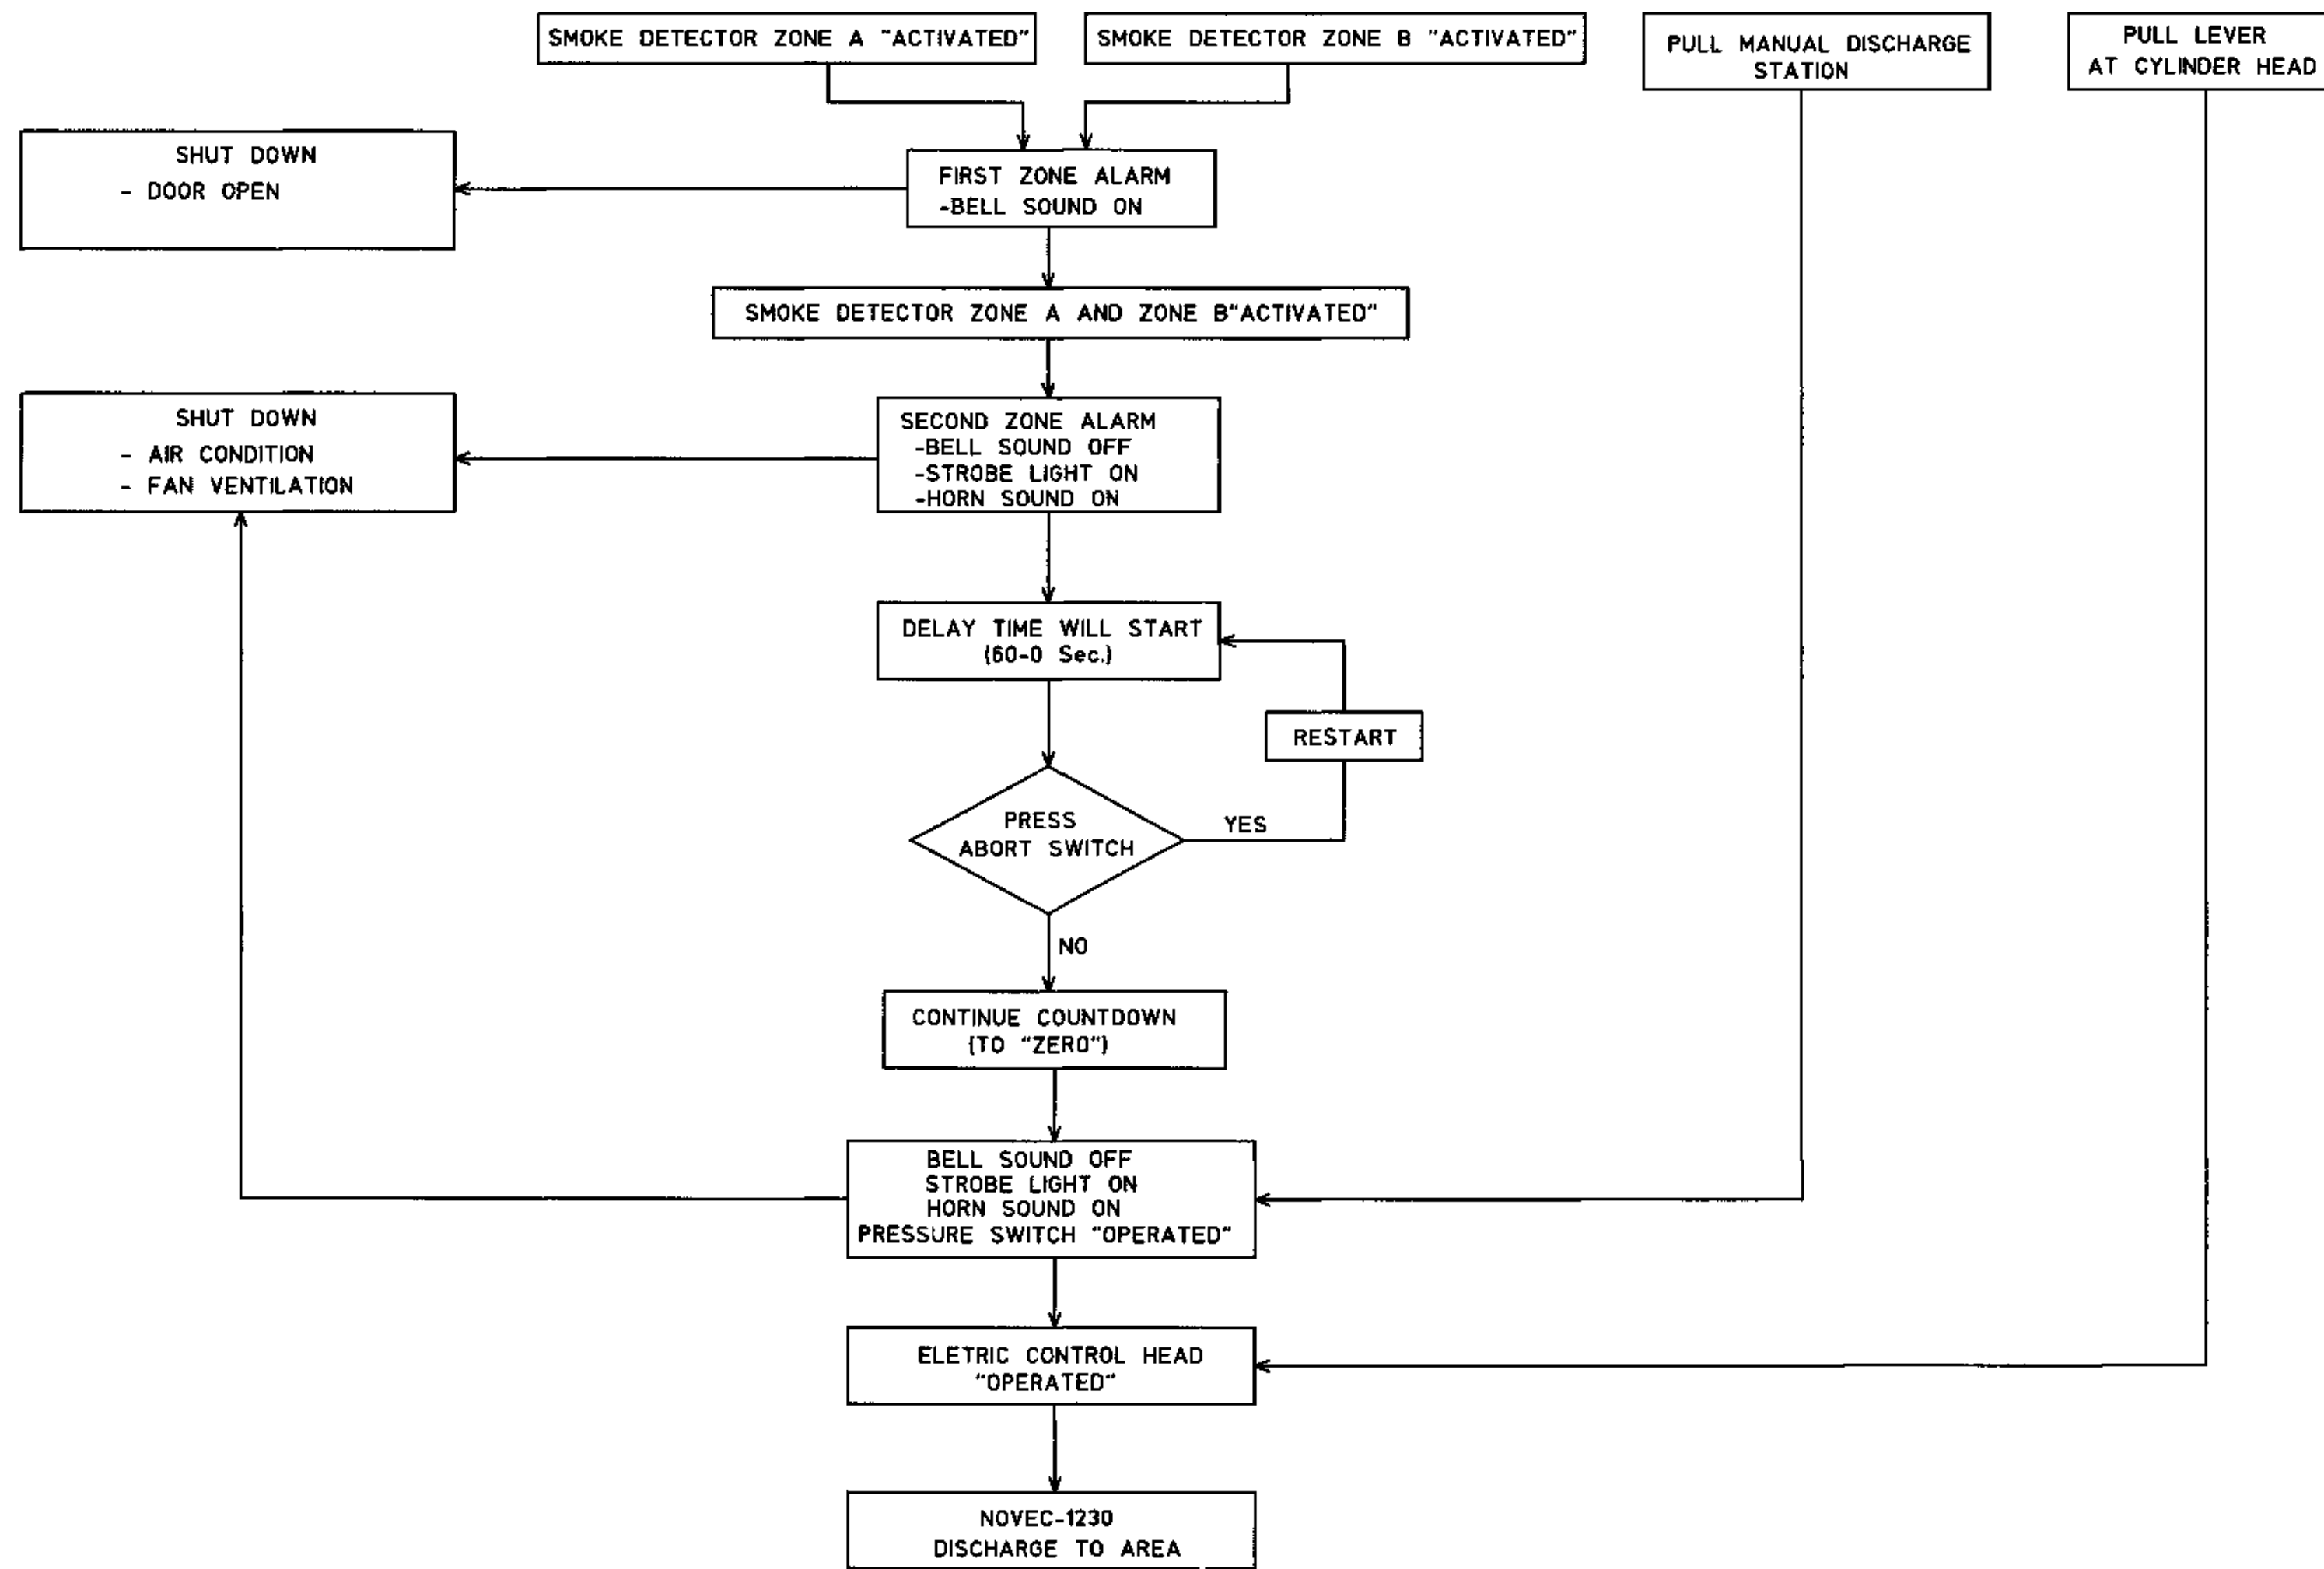 SMOKE DETECTOR ZONE A "ACTIVATED"
SMOKE DETECTOR ZONE B "ACTIVATED"
PULL MANUAL DISCHARGE
STATION
PULL LEVER
AT CYLINDER HEAD
SHUT DOWN
- DOOR OPEN
FIRST ZONE ALARM
-BELL SOUND ON
SMOKE DETECTOR ZONE A AND ZONE B"ACTIVATED"
SHUT DOWN
- AIR CONDITION
- FAN VENTILATION
SECOND ZONE ALARM
-BELL SOUND OFF
-STROBE LIGHT ON
-HORN SOUND ON
DELAY TIME WILL START
(60-0 Sec.)
RESTART
PRESS
ABORT SWITCH
YES
NO
CONTINUE COUNTDOWN
(TO "ZERO")
BELL SOUND OFF
STROBE LIGHT ON
HORN SOUND ON
PRESSURE SWITCH "OPERATED"
ELETRIC CONTROL HEAD
"OPERATED"
NOVEC-1230
DISCHARGE TO AREA